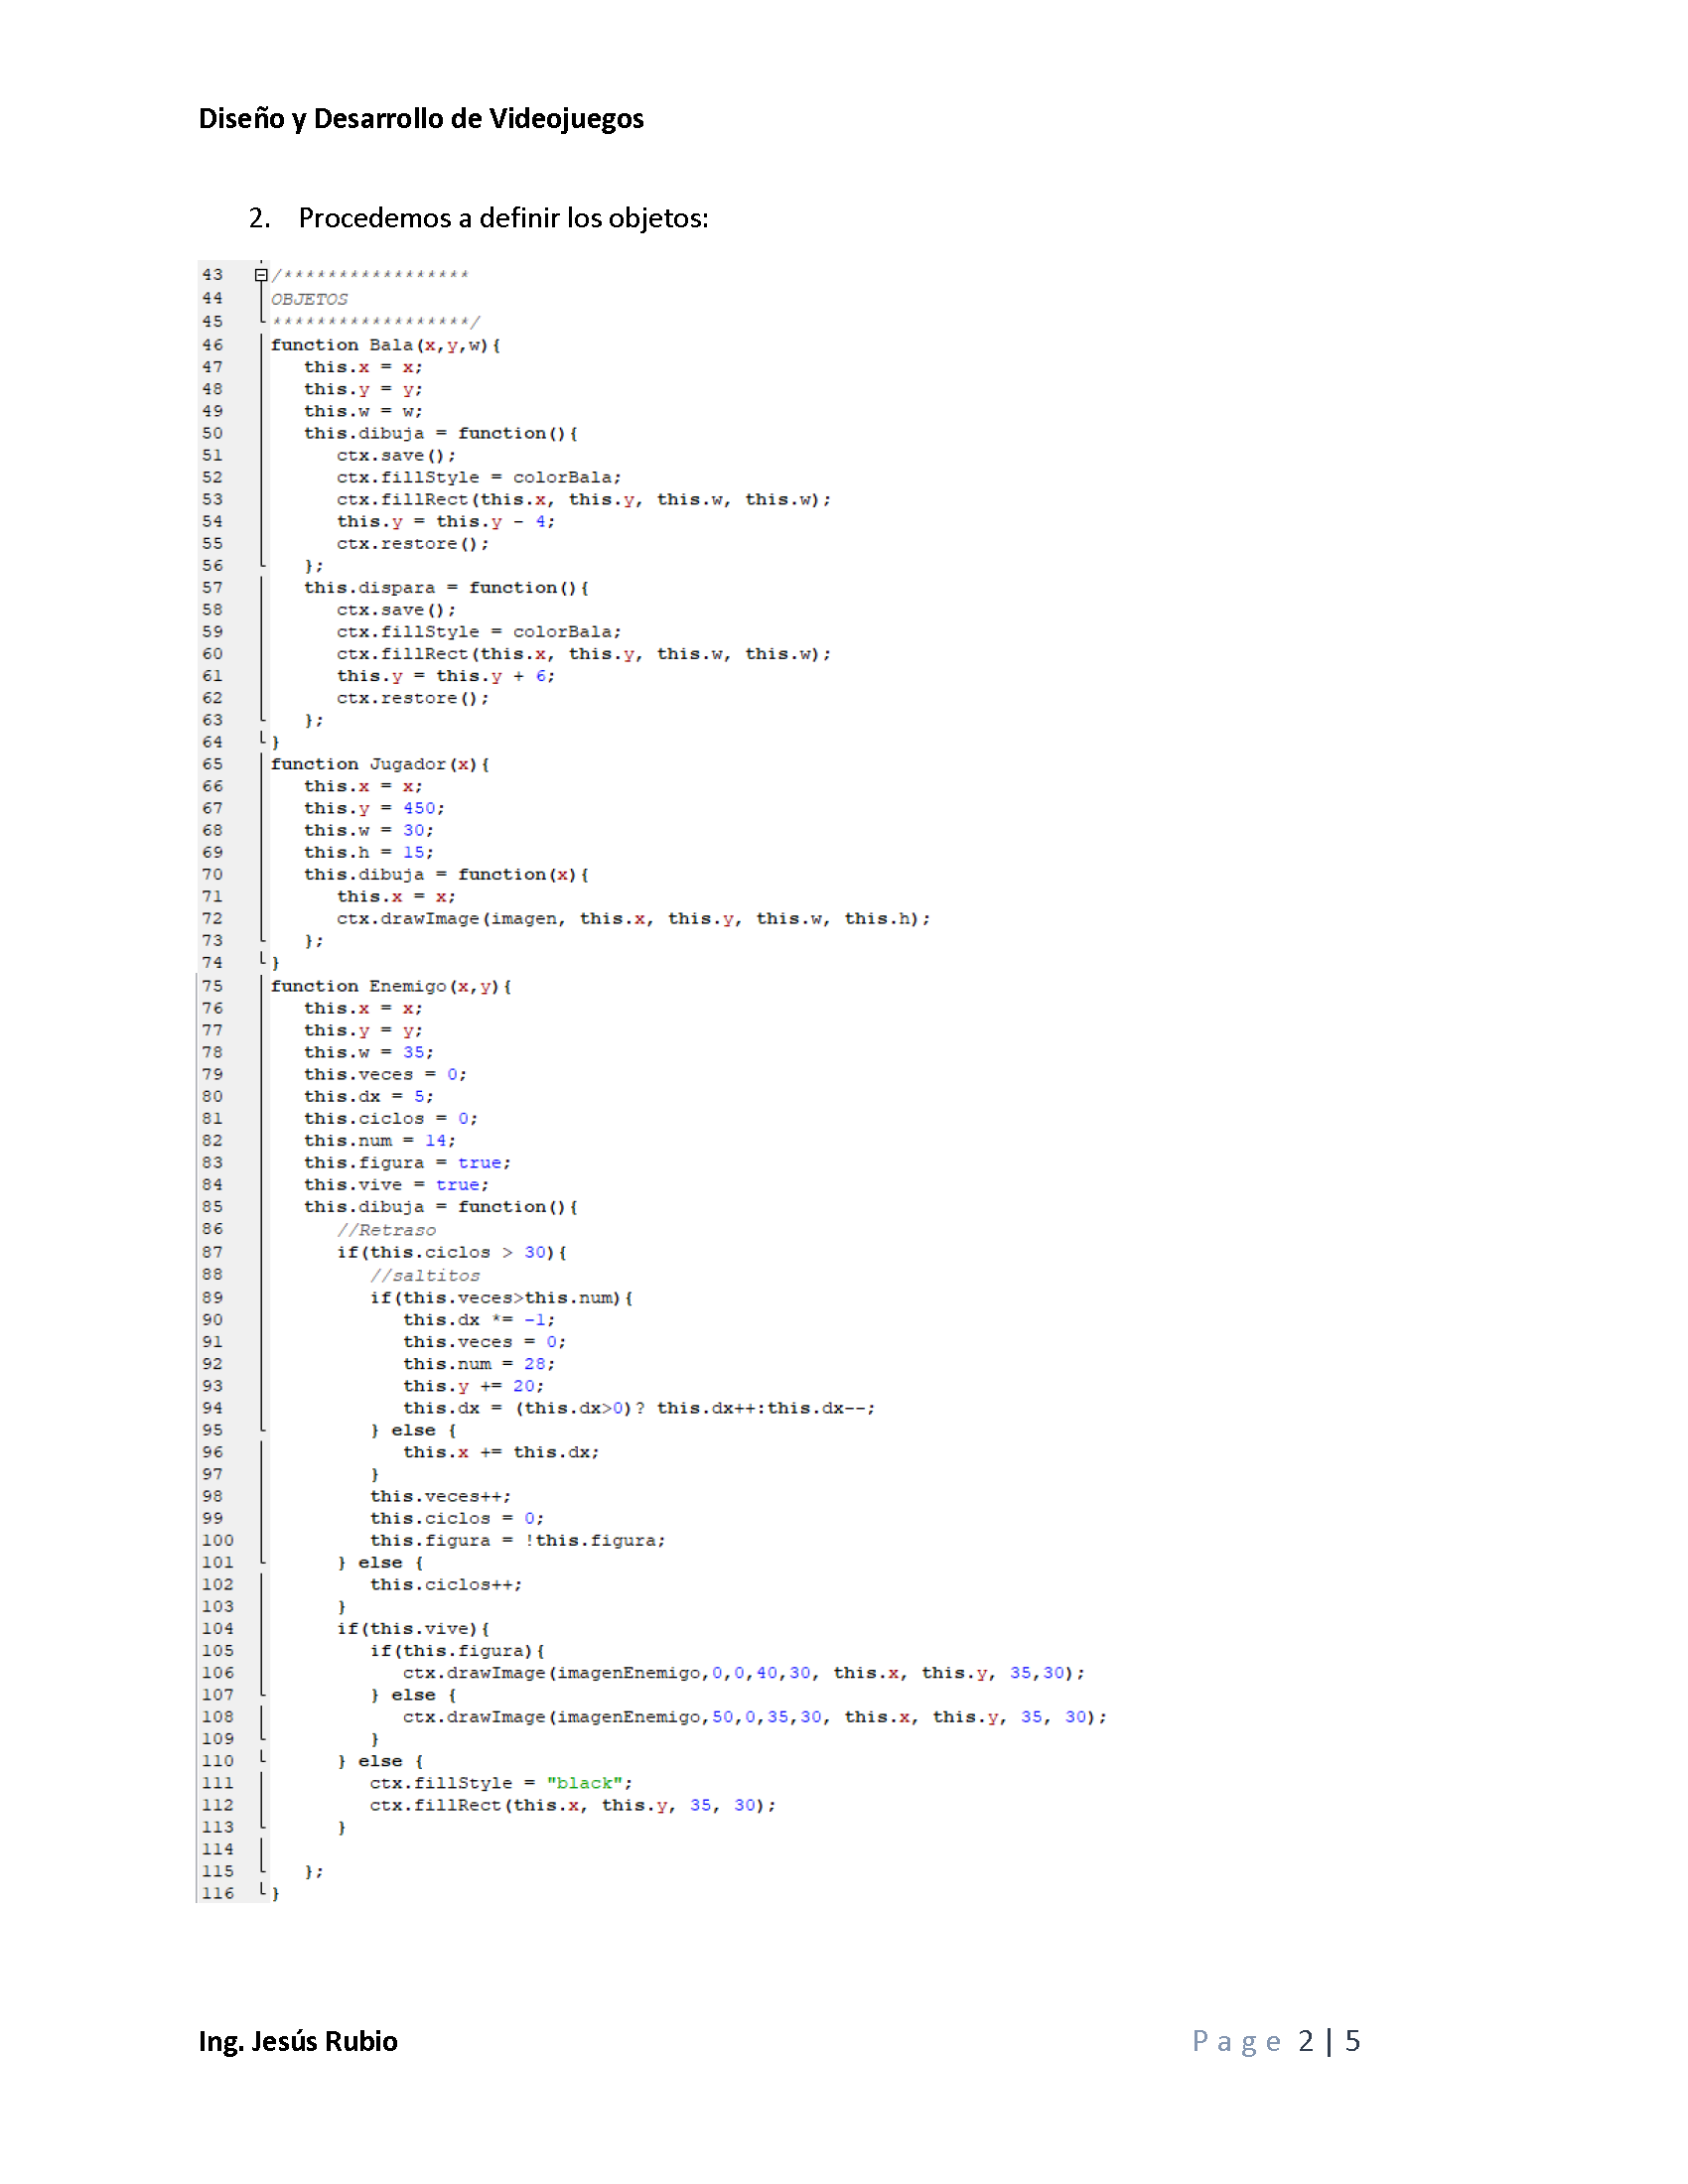 Diseño y Desarrollo de Videojuegos
2. Procedemos a definir los objetos:
43 /*****************
44 OBJETOS
45 ******************/
46 function Bala(x,y,w){
47 this.x = x;
48 this.y = y;
49 this.w = w;
50 this.dibuja = function(){
51 ctx.save();
52 ctx.fillStyle = colorBala;
53 ctx.fillRect(this.x, this.y, this.w, this.w);
54 this.y = this.y - 4;
55 ctx.restore();
56 };
57 this.dispara = function(){
58 ctx.save();
59 ctx.fillStyle = colorBala;
60 ctx.fillRect(this.x, this.y, this.w, this.w);
61 this.y = this.y + 6;
62 ctx.restore();
63 };
64 }
65 function Jugador(x){
66 this.x = x;
67 this.y = 450;
68 this.w = 30;
69 this.h = 15;
70 this.dibuja = function(x){
71 this.x = x;
72 ctx.drawImage(imagen, this.x, this.y, this.w, this.h);
73 };
74 }
75 function Enemigo(x,y){
76 this.x = x;
77 this.y = y;
78 this.w = 35;
79 this.veces = 0;
80 this.dx = 5;
81 this.ciclos = 0;
82 this.num = 14;
83 this.figura = true;
84 this.vive = true;
85 this.dibuja = function(){
86 //Retraso
87 if(this.ciclos > 30){
88 //saltitos
89 if(this.veces>this.num){
90 this.dx *= -1;
91 this.veces = 0;
92 this.num = 28;
93 this.y += 20;
94 this.dx = (this.dx>0)? this.dx++:this.dx--;
95 } else {
96 this.x += this.dx;
97 }
98 this.veces++;
99 this.ciclos = 0;
100 this.figura = !this.figura;
101 } else {
102 this.ciclos++;
103 }
104 if(this.vive){
105 if(this.figura){
106 ctx.drawImage(imagenEnemigo,0,0,40,30, this.x, this.y, 35,30);
107 } else {
108 ctx.drawImage(imagenEnemigo,50,0,35,30, this.x, this.y, 35, 30);
109 }
110 } else {
111 ctx.fillStyle = "black";
112 ctx.fillRect(this.x, this.y, 35, 30);
113 }
114
115 };
116 }
Ing. Jesús Rubio
Page 2 | 5